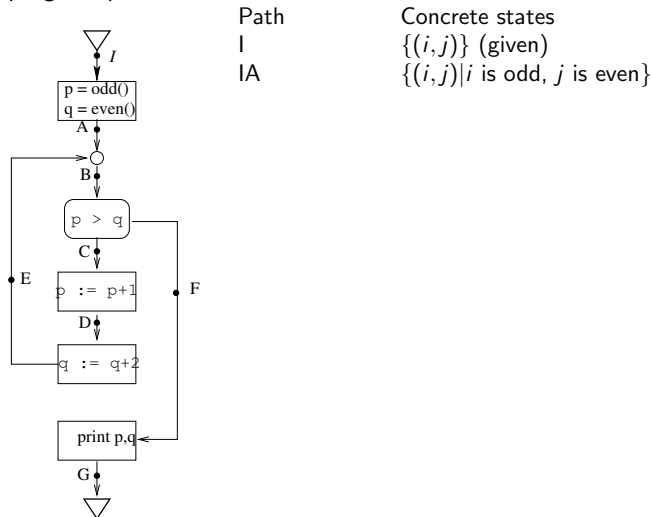 Path Concrete states
I {(i,j)} (given)
IA {(i,j)|i is odd, j is even}
I
p = odd()
q = even()
A
B
p > q
C
E
F
p := p+1
D
q := q+2
print p,q
G